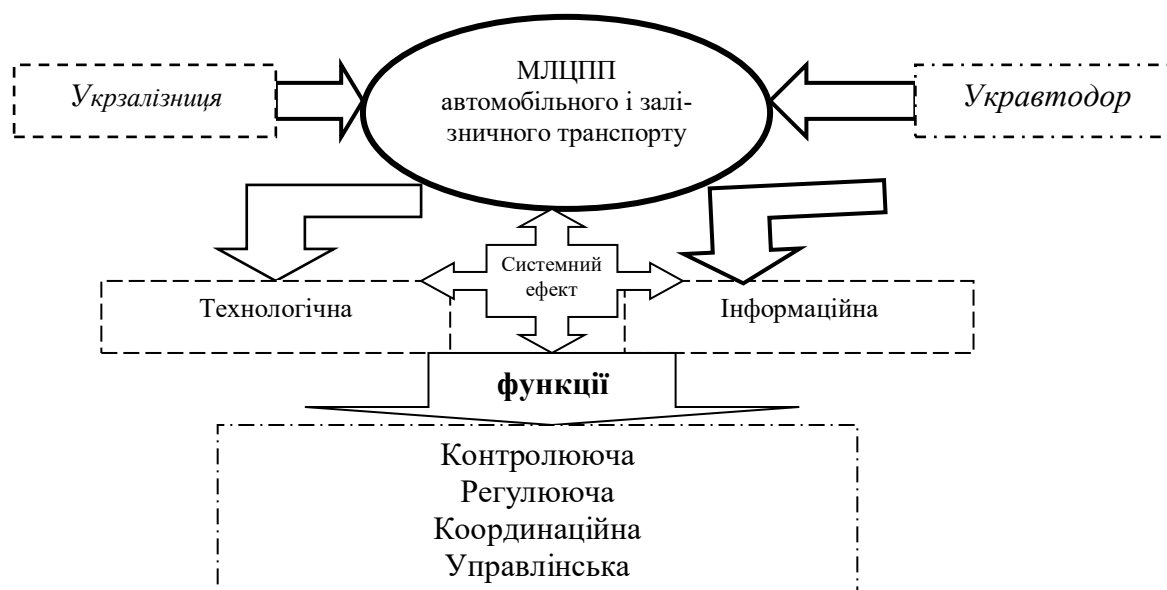 МЛЦПП
автомобільного і залі-
зничного транспорту
Укрзалізниця
Укравтодор
Системний
ефект
Технологічна
Інформаційна
функції
Контролююча
Регулююча
Координаційна
Управлінська